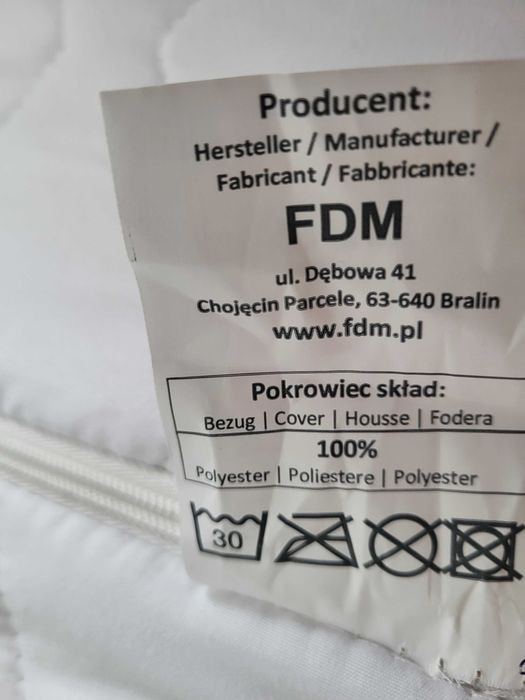 Producent:
Hersteller / Manufacturer /
Fabricant / Fabbricante:
FDM
ul. Dębowa 41
Chojęcin Parcele, 63-640 Bralin
www.fdm.pl
Pokrowiec skład:
Bezug | Cover | Housse | Fodera
100%
Polyester | Poliestere | Polyester
30